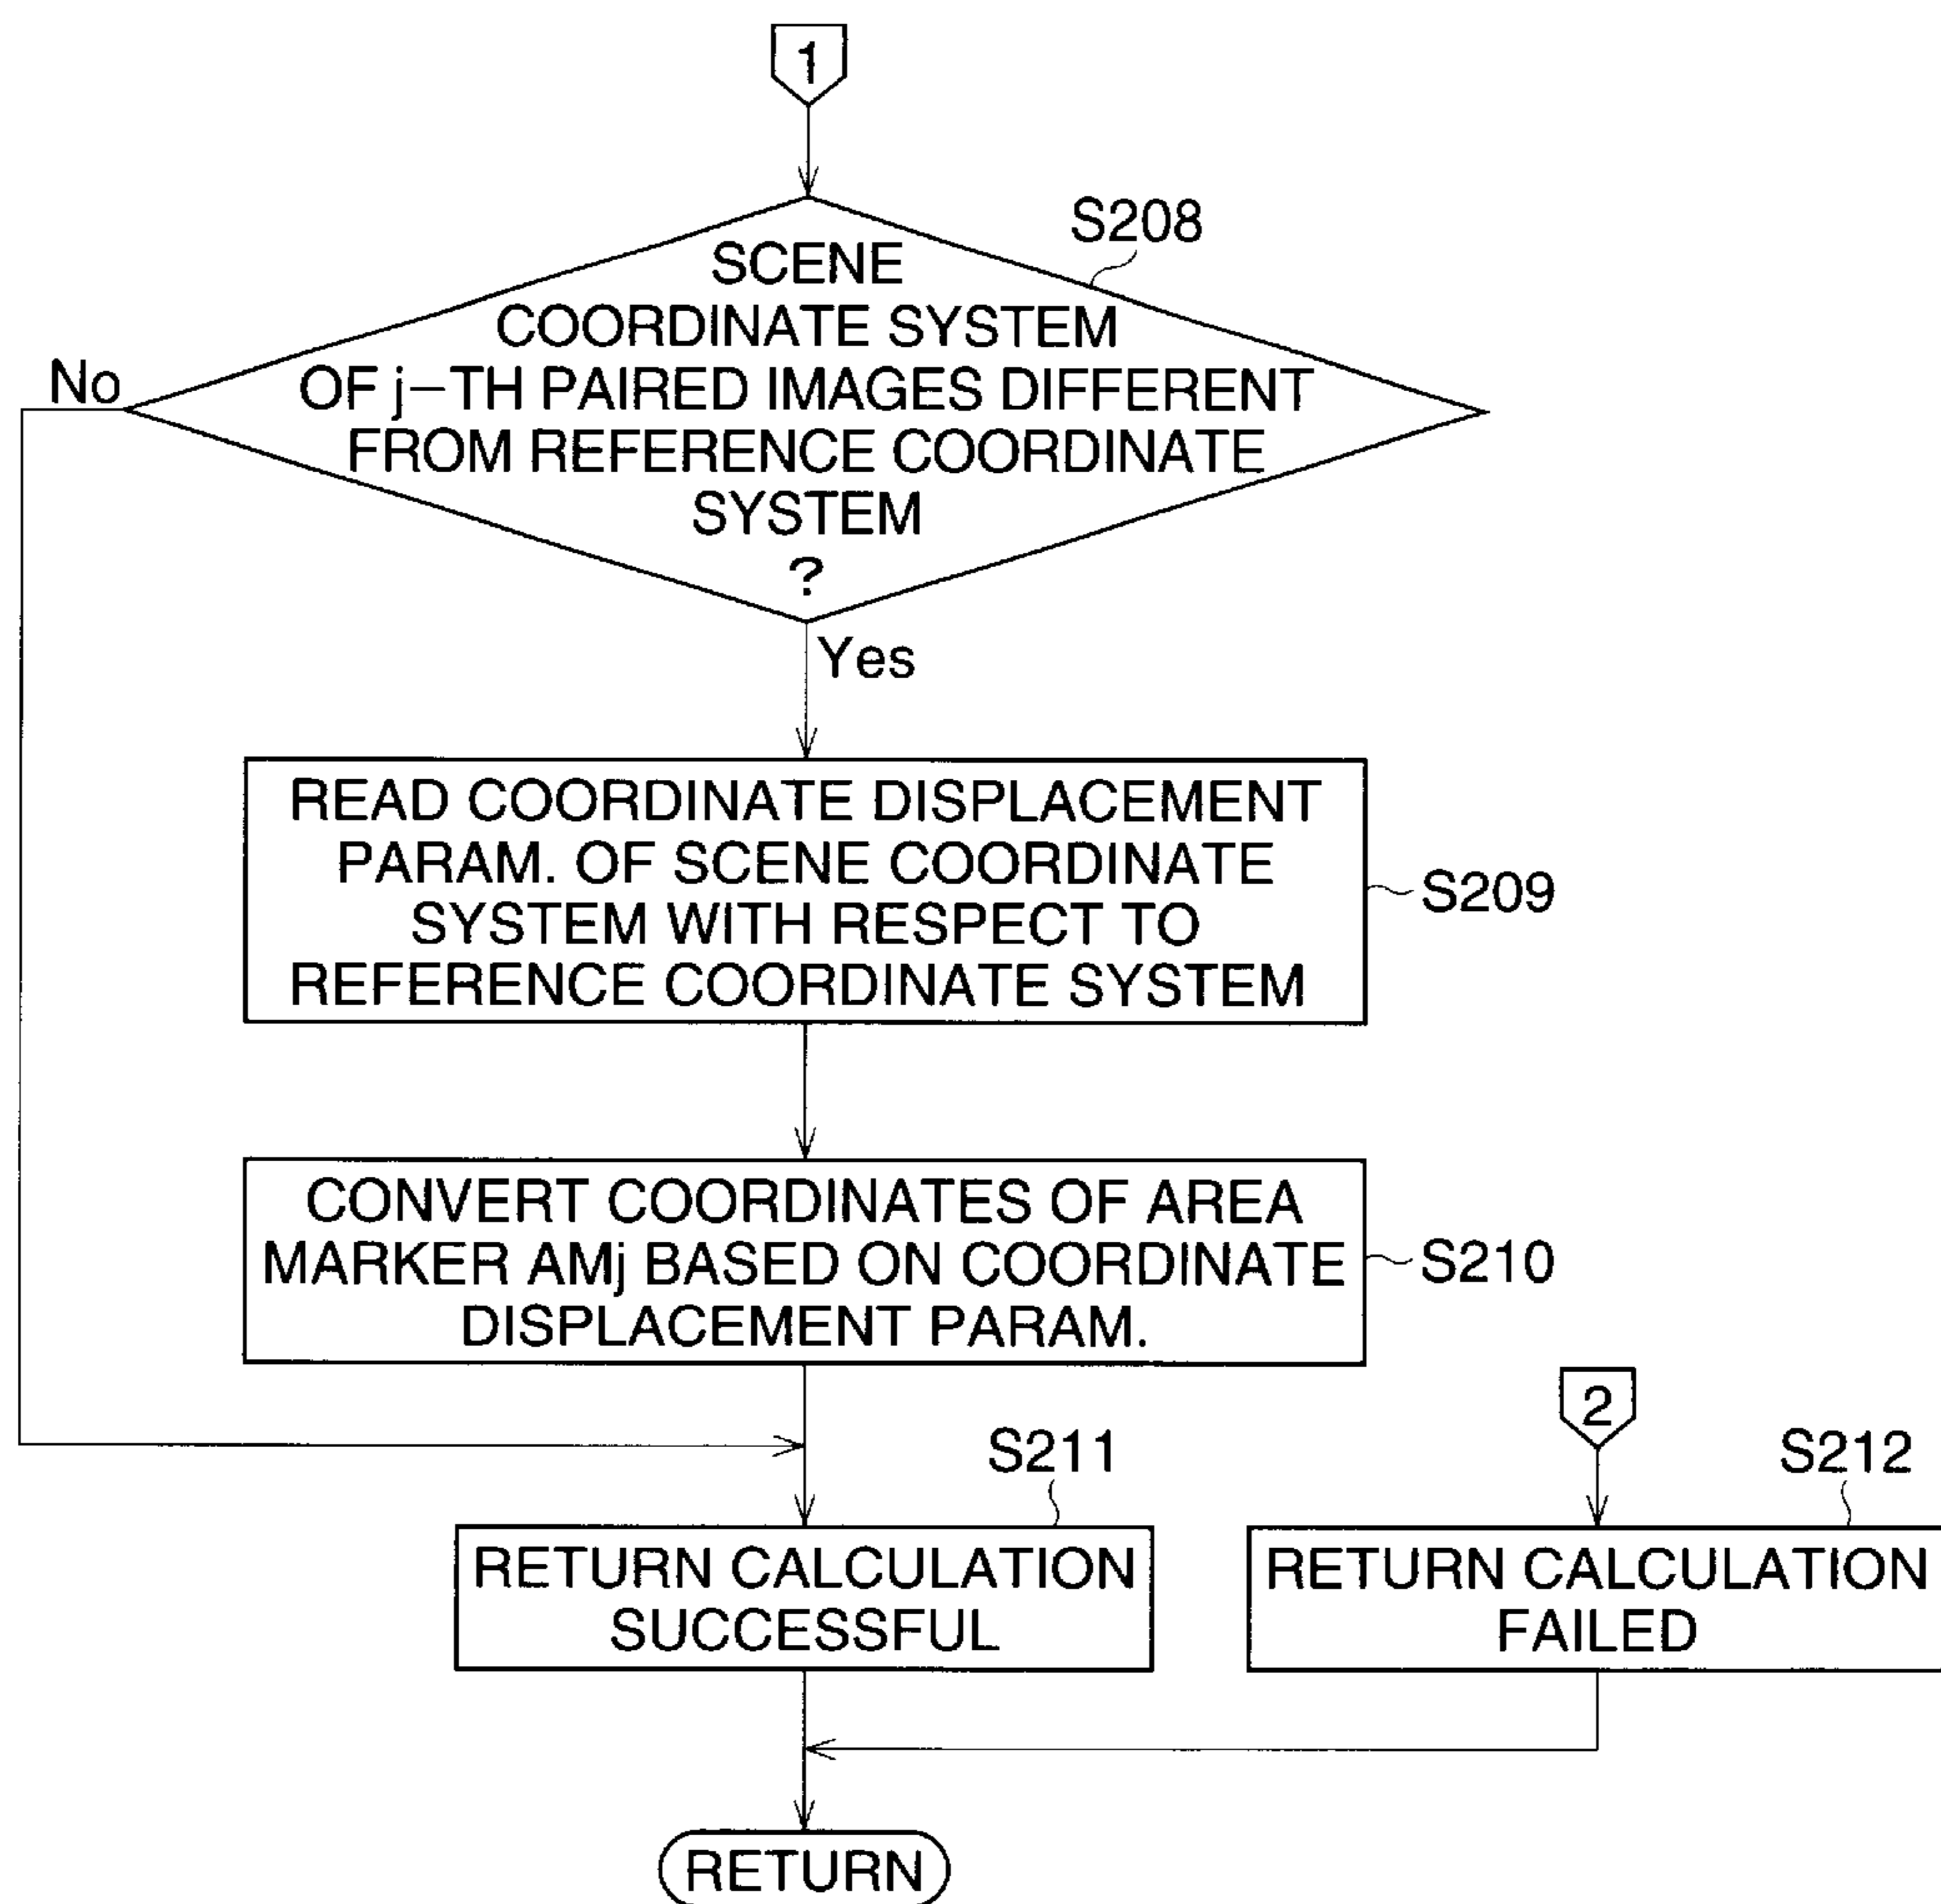 1
S208
SCENE
COORDINATE SYSTEM
OF j-TH PAIRED IMAGES DIFFERENT
FROM REFERENCE COORDINATE
SYSTEM
?
No
Yes
READ COORDINATE DISPLACEMENT
PARAM. OF SCENE COORDINATE
SYSTEM WITH RESPECT TO
REFERENCE COORDINATE SYSTEM
S209
CONVERT COORDINATES OF AREA
MARKER AMj BASED ON COORDINATE
DISPLACEMENT PARAM.
S210
2
S211
S212
RETURN CALCULATION
SUCCESSFUL
RETURN CALCULATION
FAILED
RETURN